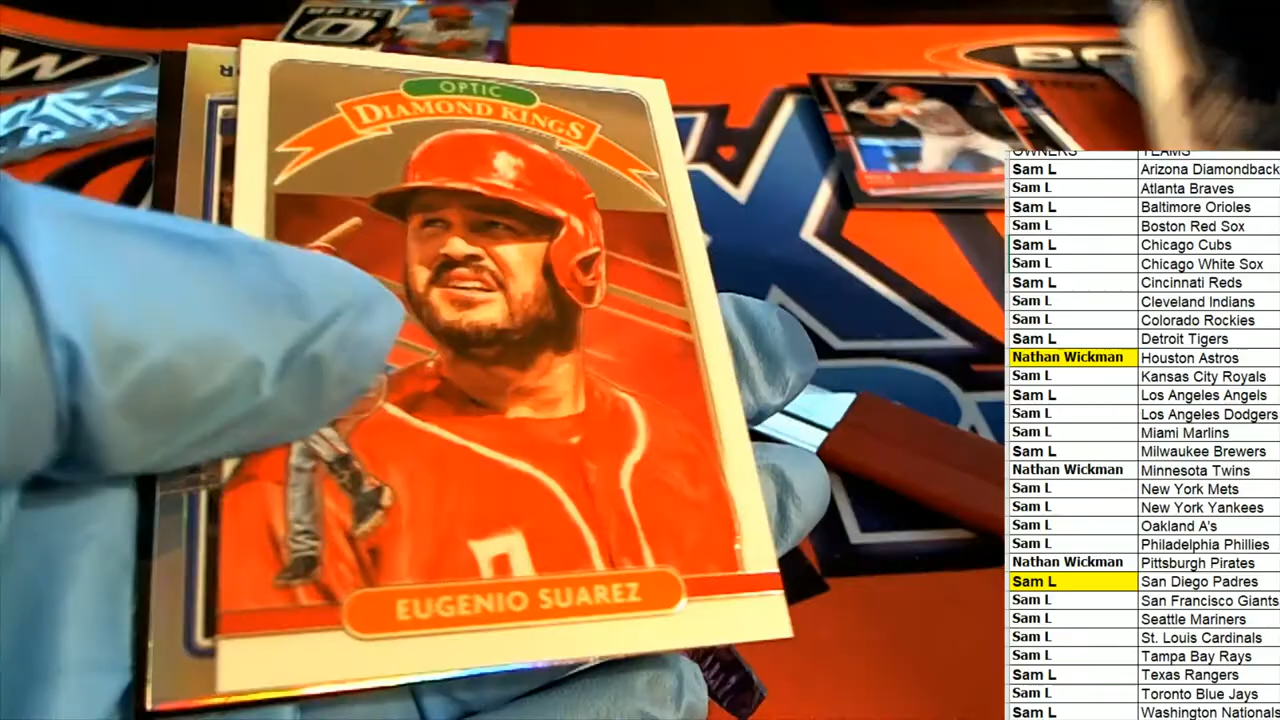 OPTIC
OPTIC
DIAMOND KINGS
EUGENIO SUAREZ
OWNERS TEAMS
Sam L Arizona Diamondback
Sam L Atlanta Braves
Sam L Baltimore Orioles
Sam L Boston Red Sox
Sam L Chicago Cubs
Sam L Chicago White Sox
Sam L Cincinnati Reds
Sam L Cleveland Indians
Sam L Colorado Rockies
Sam L Detroit Tigers
Nathan Wickman Houston Astros
Sam L Kansas City Royals
Sam L Los Angeles Angels
Sam L Los Angeles Dodgers
Sam L Miami Marlins
Sam L Milwaukee Brewers
Nathan Wickman Minnesota Twins
Sam L New York Mets
Sam L New York Yankees
Sam L Oakland A's
Sam L Philadelphia Phillies
Nathan Wickman Pittsburgh Pirates
Sam L San Diego Padres
Sam L San Francisco Giants
Sam L Seattle Mariners
Sam L St. Louis Cardinals
Sam L Tampa Bay Rays
Sam L Texas Rangers
Sam L Toronto Blue Jays
Sam L Washington Nationals